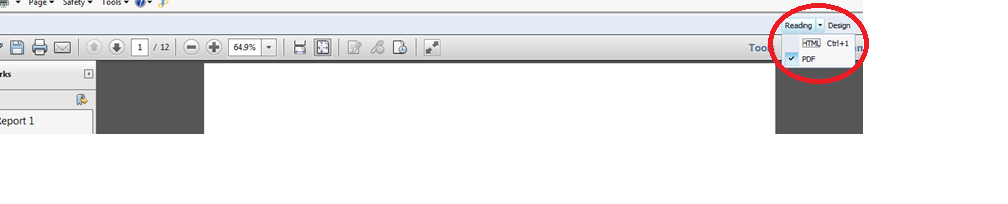 Page Safety Tools
Reading Design
HTML Ctrl+1
PDF
1 / 12 64.9% Tool
rks
Report 1